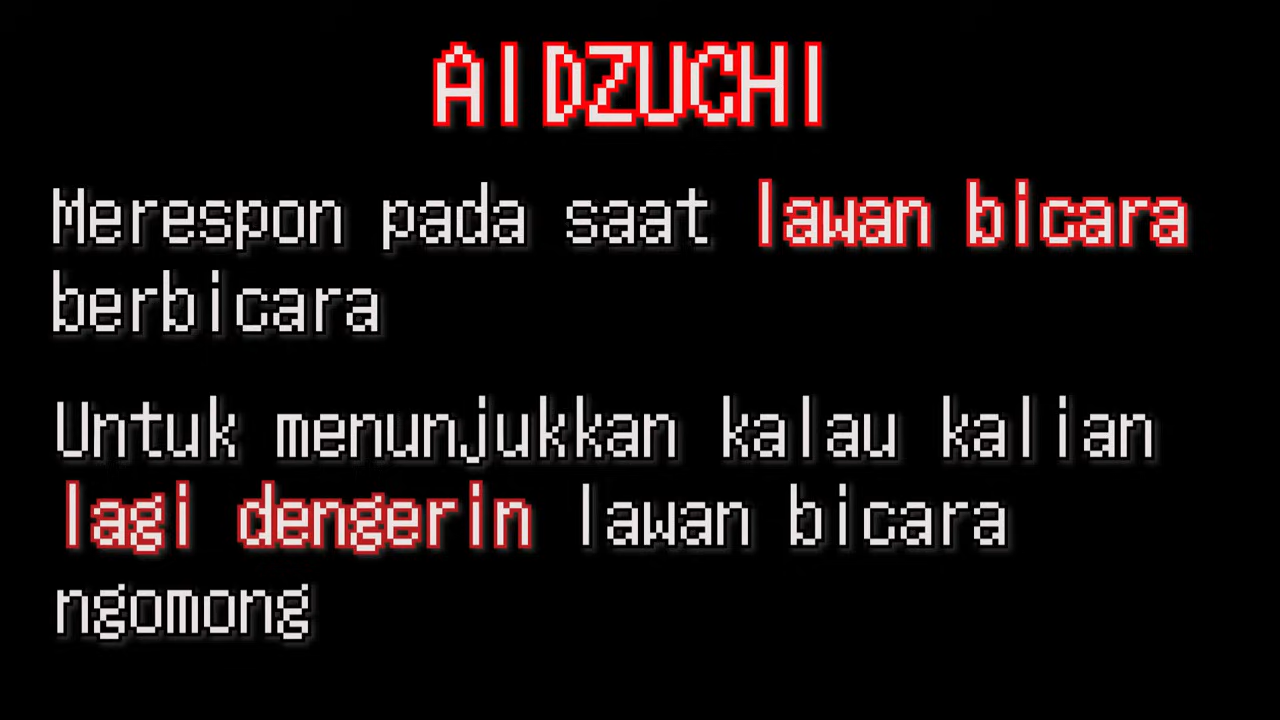 AIDZUCHI
Merespon pada saat lawan bicara
berbicara
Untuk menunjukkan kalau kalian
lagi dengerin lawan bicara
ngomong